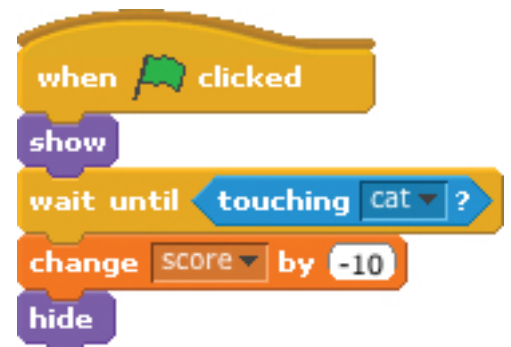 when clicked
show
wait until touching cat ?
change score by -10
hide